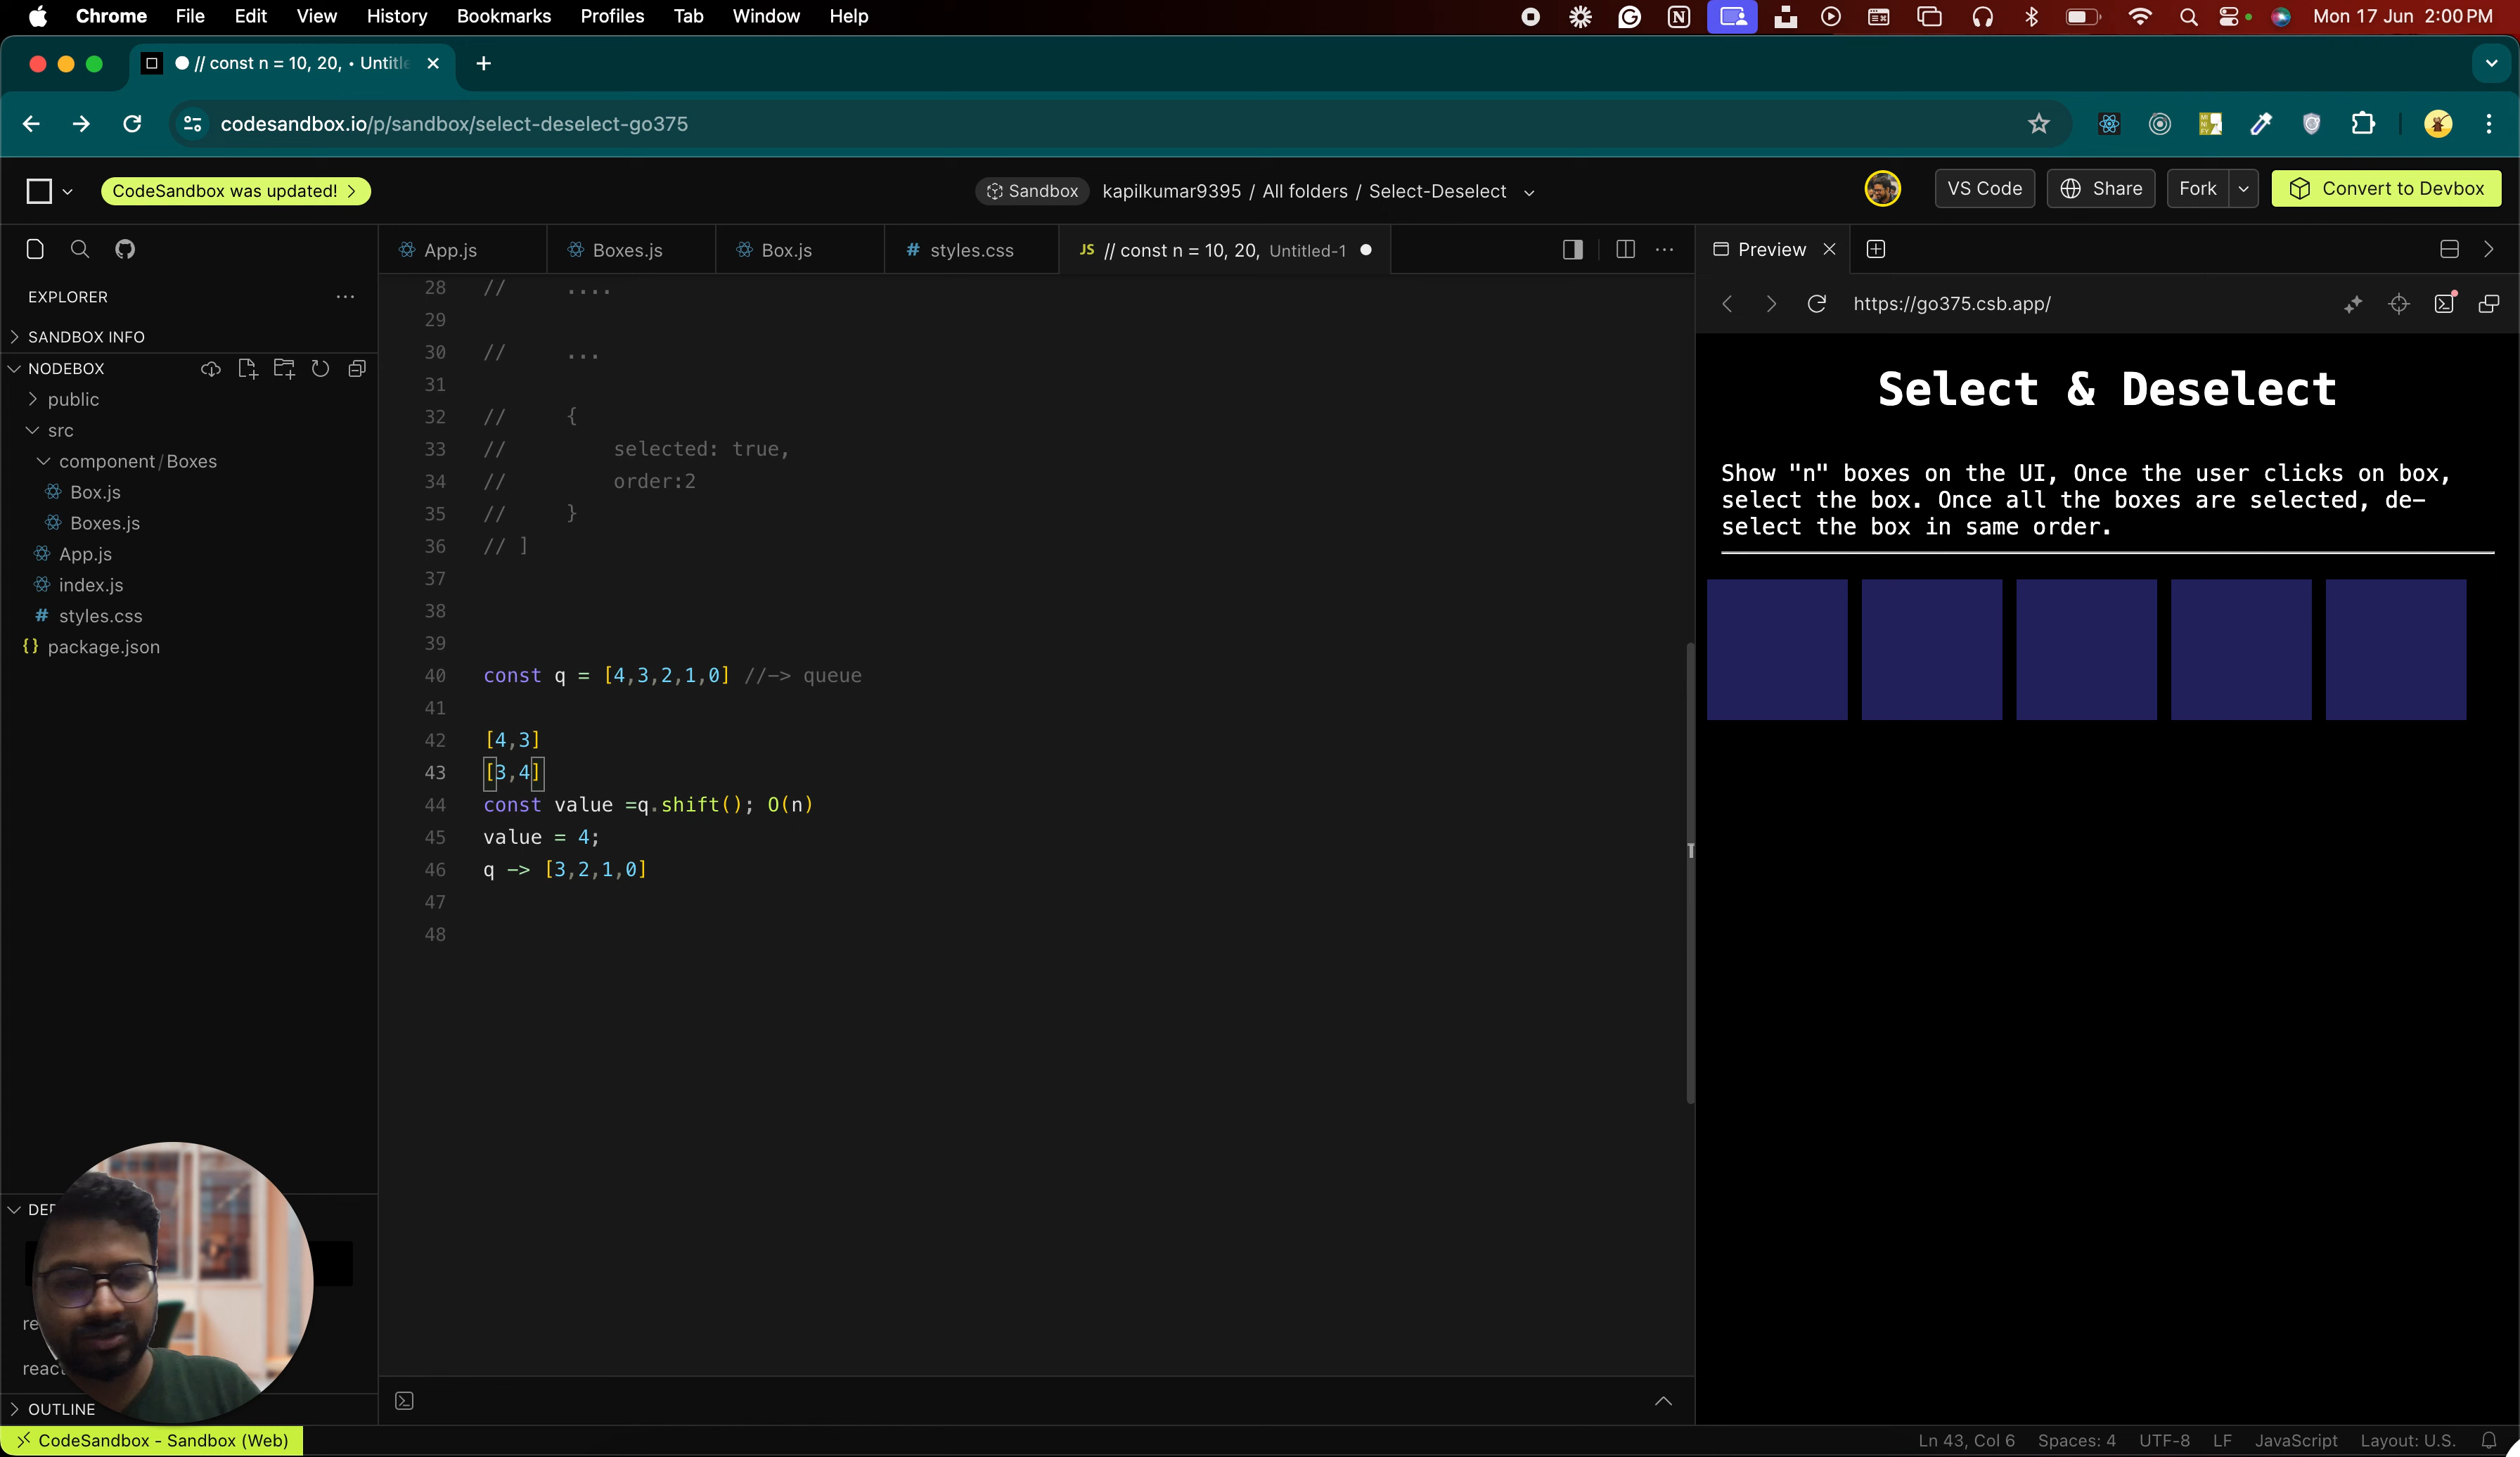 Chrome File Edit View History Bookmarks Profiles Tab Window Help Mon 17 Jun 2:00 PM
// const n = 10, 20, • Untitle
codesandbox.io/p/sandbox/select-deselect-go375
CodeSandbox was updated!
Sandbox kapilkumar9395 / All folders / Select-Deselect
VS Code Share Fork Convert to Devbox
App.js Boxes.js Box.js # styles.css JS // const n = 10, 20, Untitled-1
Preview
EXPLORER
https://go375.csb.app/
SANDBOX INFO
NODEBOX
public
src
component/Boxes
Box.js
Boxes.js
App.js
index.js
# styles.css
{} package.json
28 // ....
29
30 // ...
31
32 // {
33 // selected: true,
34 // order:2
35 // }
36 // ]
37
38
39
40 const q = [4,3,2,1,0] //-> queue
41
42 [4,3]
43 [3,4]
44 const value =q.shift(); O(n)
45 value = 4;
46 q -> [3,2,1,0]
47
48
Select & Deselect
Show "n" boxes on the UI, Once the user clicks on box,
select the box. Once all the boxes are selected, de-
select the box in same order.
OUTLINE
CodeSandbox - Sandbox (Web)
Ln 43, Col 6 Spaces: 4 UTF-8 LF JavaScript Layout: U.S.